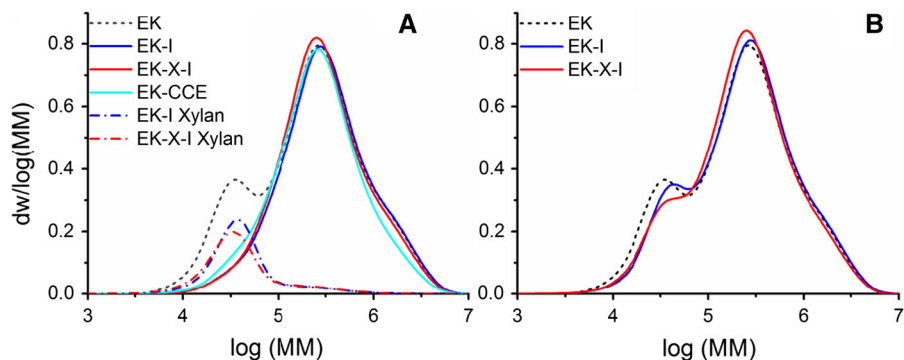 A
EK
EK-I
EK-X-I
EK-CCE
EK-I Xylan
EK-X-I Xylan
dw/log(MM)
0.8
0.6
0.4
0.2
0.0
3 4 5 6 7
log (MM)
B
EK
EK-I
EK-X-I
0.8
0.6
0.4
0.2
0.0
3 4 5 6 7
log (MM)